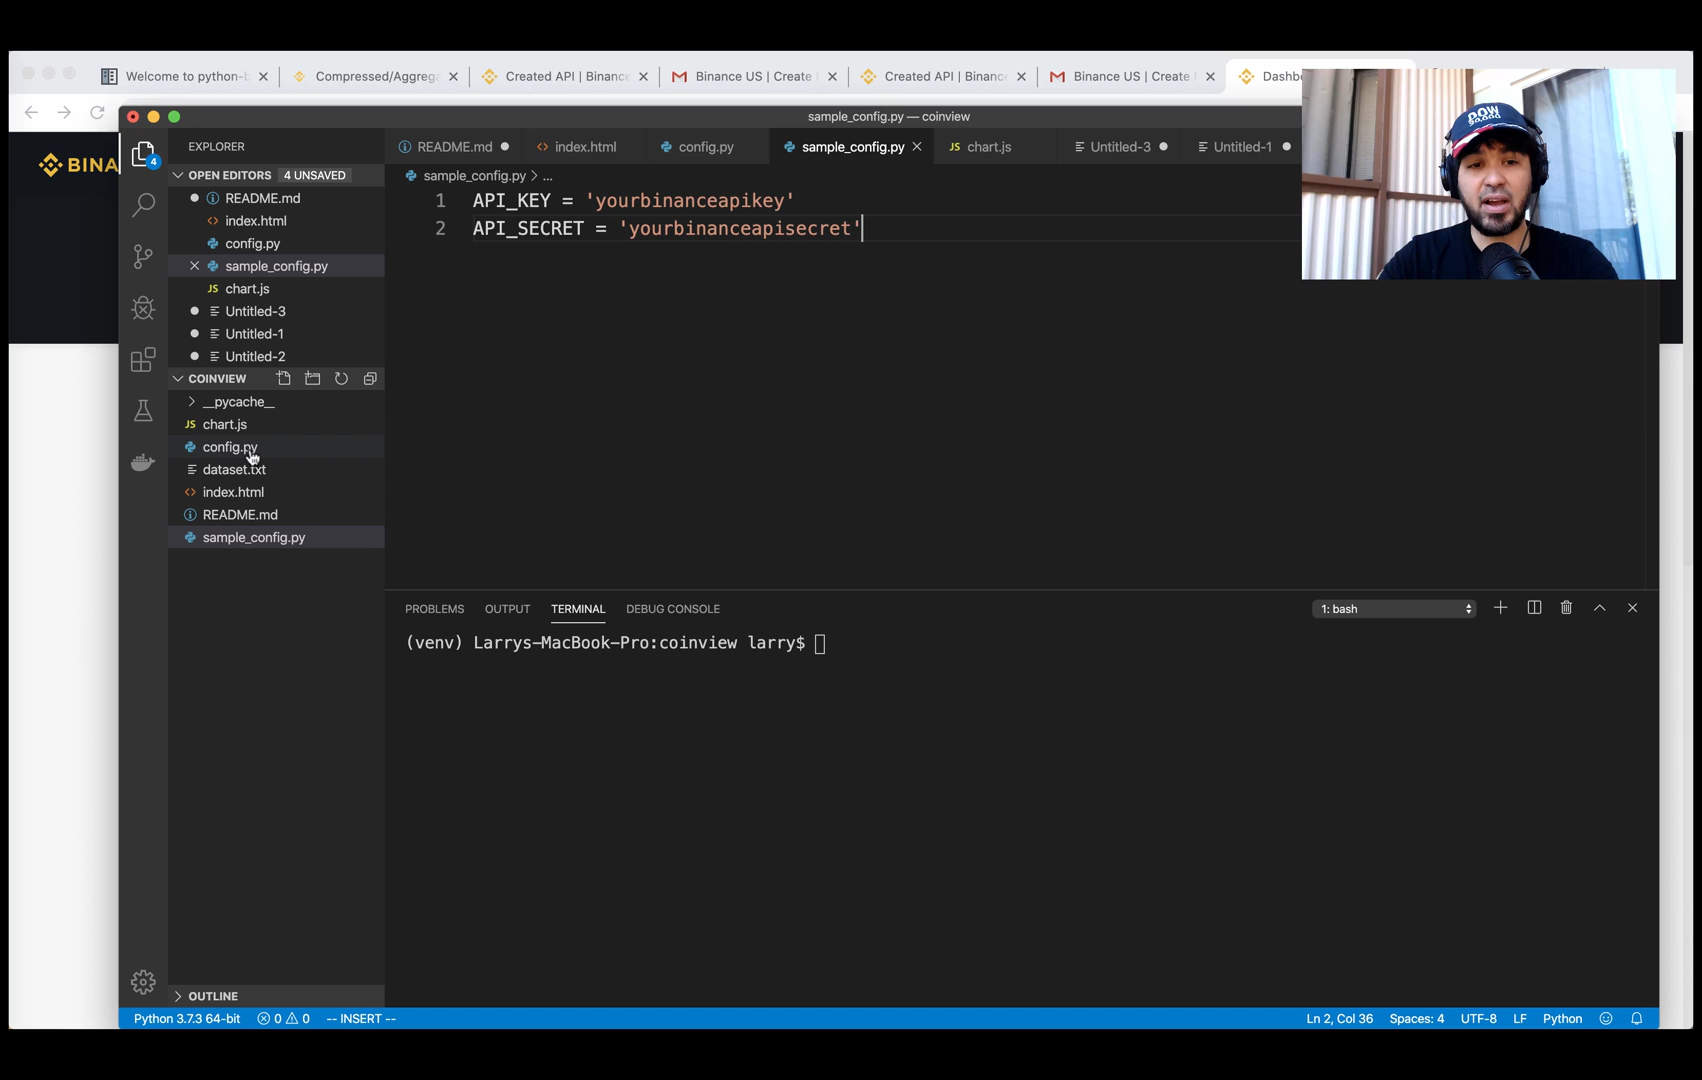 Welcome to python-b
Compressed/Aggrega
Created API | Binance
Binance US | Create
Created API | Binance
Binance US | Create
Dashb
BINA
sample_config.py — coinview
EXPLORER
OPEN EDITORS 4 UNSAVED
README.md
index.html
config.py
sample_config.py
chart.js
Untitled-3
Untitled-1
Untitled-2
COINVIEW
__pycache__
JS chart.js
config.py
dataset.txt
index.html
README.md
sample_config.py
OUTLINE
4
README.md
index.html
config.py
sample_config.py
JS chart.js
Untitled-3
Untitled-1
sample_config.py > ...
1 API_KEY = 'yourbinanceapikey'
2 API_SECRET = 'yourbinanceapisecret'
DOW
PROBLEMS OUTPUT TERMINAL DEBUG CONSOLE
1: bash
(venv) Larrys-MacBook-Pro:coinview larry$
Python 3.7.3 64-bit 0 0 -- INSERT --
Ln 2, Col 36 Spaces: 4 UTF-8 LF Python